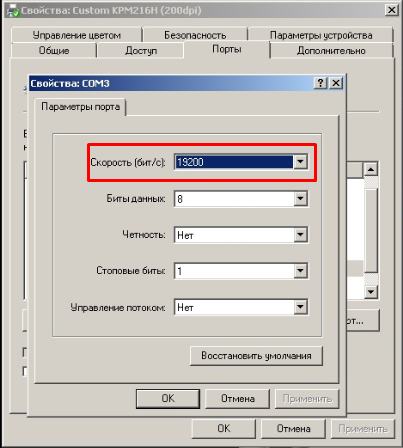 Свойства: Custom KPM216H (200dpi)
Управление цветом Безопасность Параметры устройства
Общие Доступ Порты Дополнительно
Свойства: COM3
Параметры порта
Скорость (бит/с): 19200
Биты данных: 8
Четность: Нет
Стоповые биты: 1
Управление потоком: Нет
рт...
Восстановить умолчания
OK Отмена Применить
OK Отмена Применить